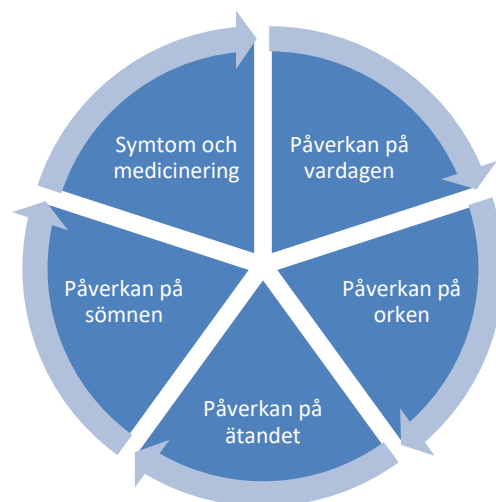 Symtom och
medicinering
Påverkan på
vardagen
Påverkan på
orken
Påverkan på
ätandet
Påverkan på
sömnen